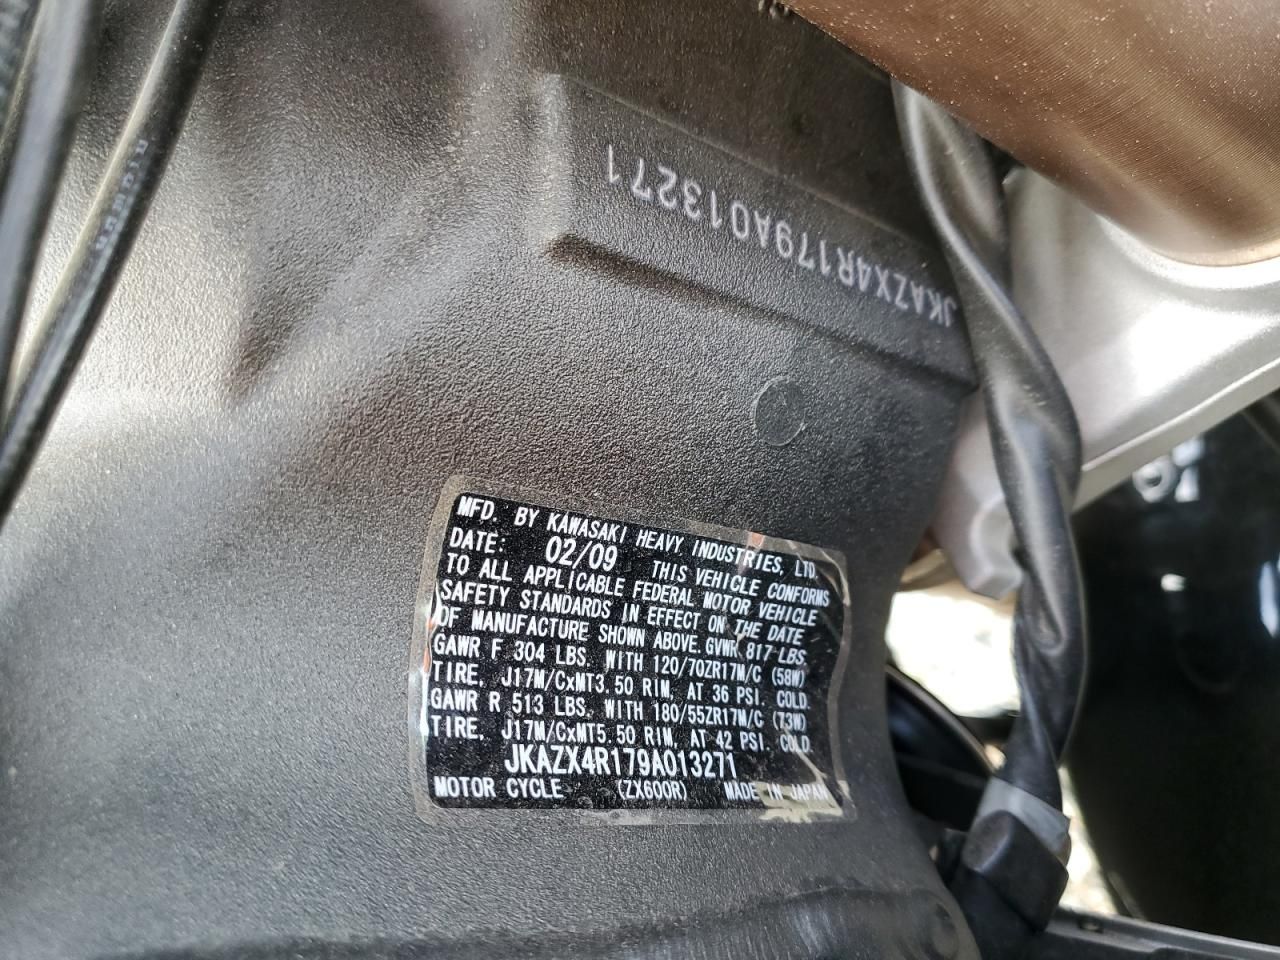 JKAZX4R179A013271
MFD. BY KAWASAKI HEAVY INDUSTRIES, LTD.
DATE: 02/09 THIS VEHICLE CONFORMS
TO ALL APPLICABLE FEDERAL MOTOR VEHICLE
SAFETY STANDARDS IN EFFECT ON THE DATE
OF MANUFACTURE SHOWN ABOVE. GVWR 817 LBS.
GAWR F 304 LBS. WITH 120/70ZR17M/C (58W)
TIRE, J17M/CxMT3.50 RIM, AT 36 PSI. COLD.
GAWR R 513 LBS. WITH 180/55ZR17M/C (73W)
TIRE, J17M/CxMT5.50 RIM, AT 42 PSI. COLD.
JKAZX4R179A013271
MOTOR CYCLE (ZX600R) MADE IN JAPAN